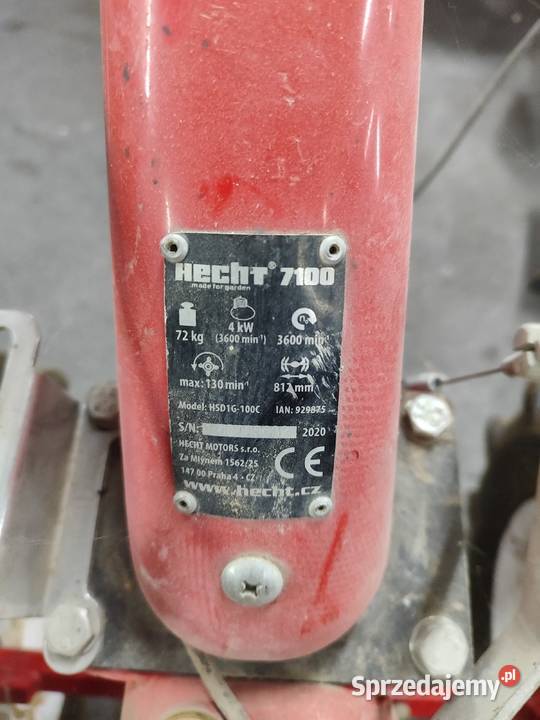 HECHT® 7100
made for garden
72 kg 4 kW (3600 min⁻¹) 3600 min⁻¹
max: 130 min⁻¹ 812 mm
Model: HSD1G-100C IAN: 929875
S/N: 2020
HECHT MOTORS s.r.o.
Za Mlýnem 1562/25
147 00 Praha 4 - CZ
CE
www.hecht.cz
Sprzedajemy.pl